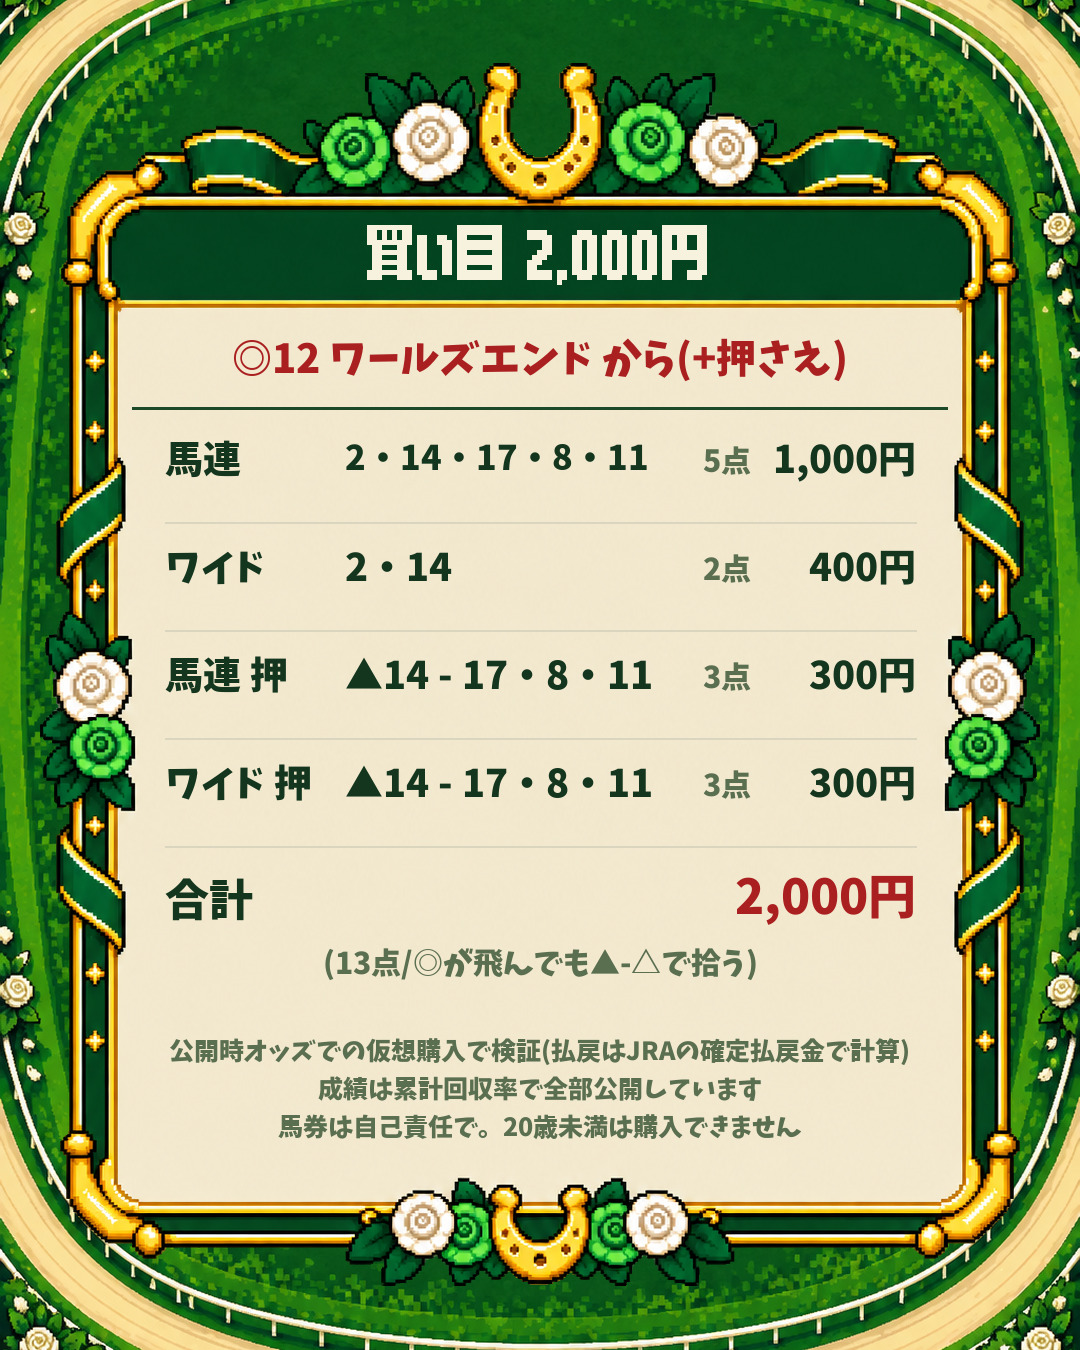 買い目 2,000円
◎12 ワールズエンド から(+押さえ)
馬連 2・14・17・8・11 5点 1,000円
ワイド 2・14 2点 400円
馬連 押 ▲14 - 17・8・11 3点 300円
ワイド 押 ▲14 - 17・8・11 3点 300円
合計 2,000円
(13点/◎が飛んでも▲-△で拾う)
公開時オッズでの仮想購入で検証(払戻はJRAの確定払戻金で計算)
成績は累計回収率で全部公開しています
馬券は自己責任で。20歳未満は購入できません